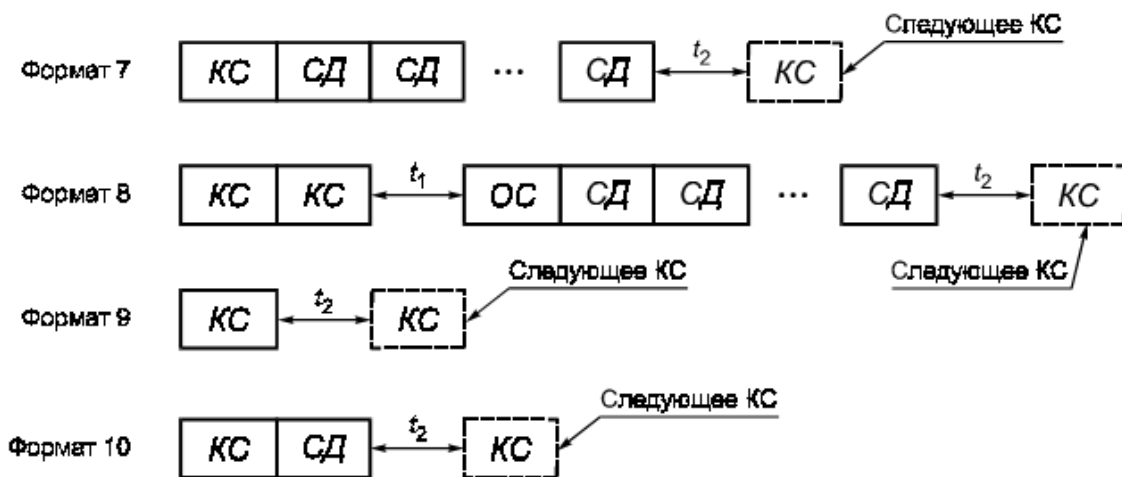 Следующее КС
Формат 7 КС СД СД ... СД t2 КС
Формат 8 КС КС t1 ОС СД СД ... СД t2 КС
Следующее КС Следующее КС
Формат 9 КС t2 КС
Следующее КС
Формат 10 КС СД t2 КС